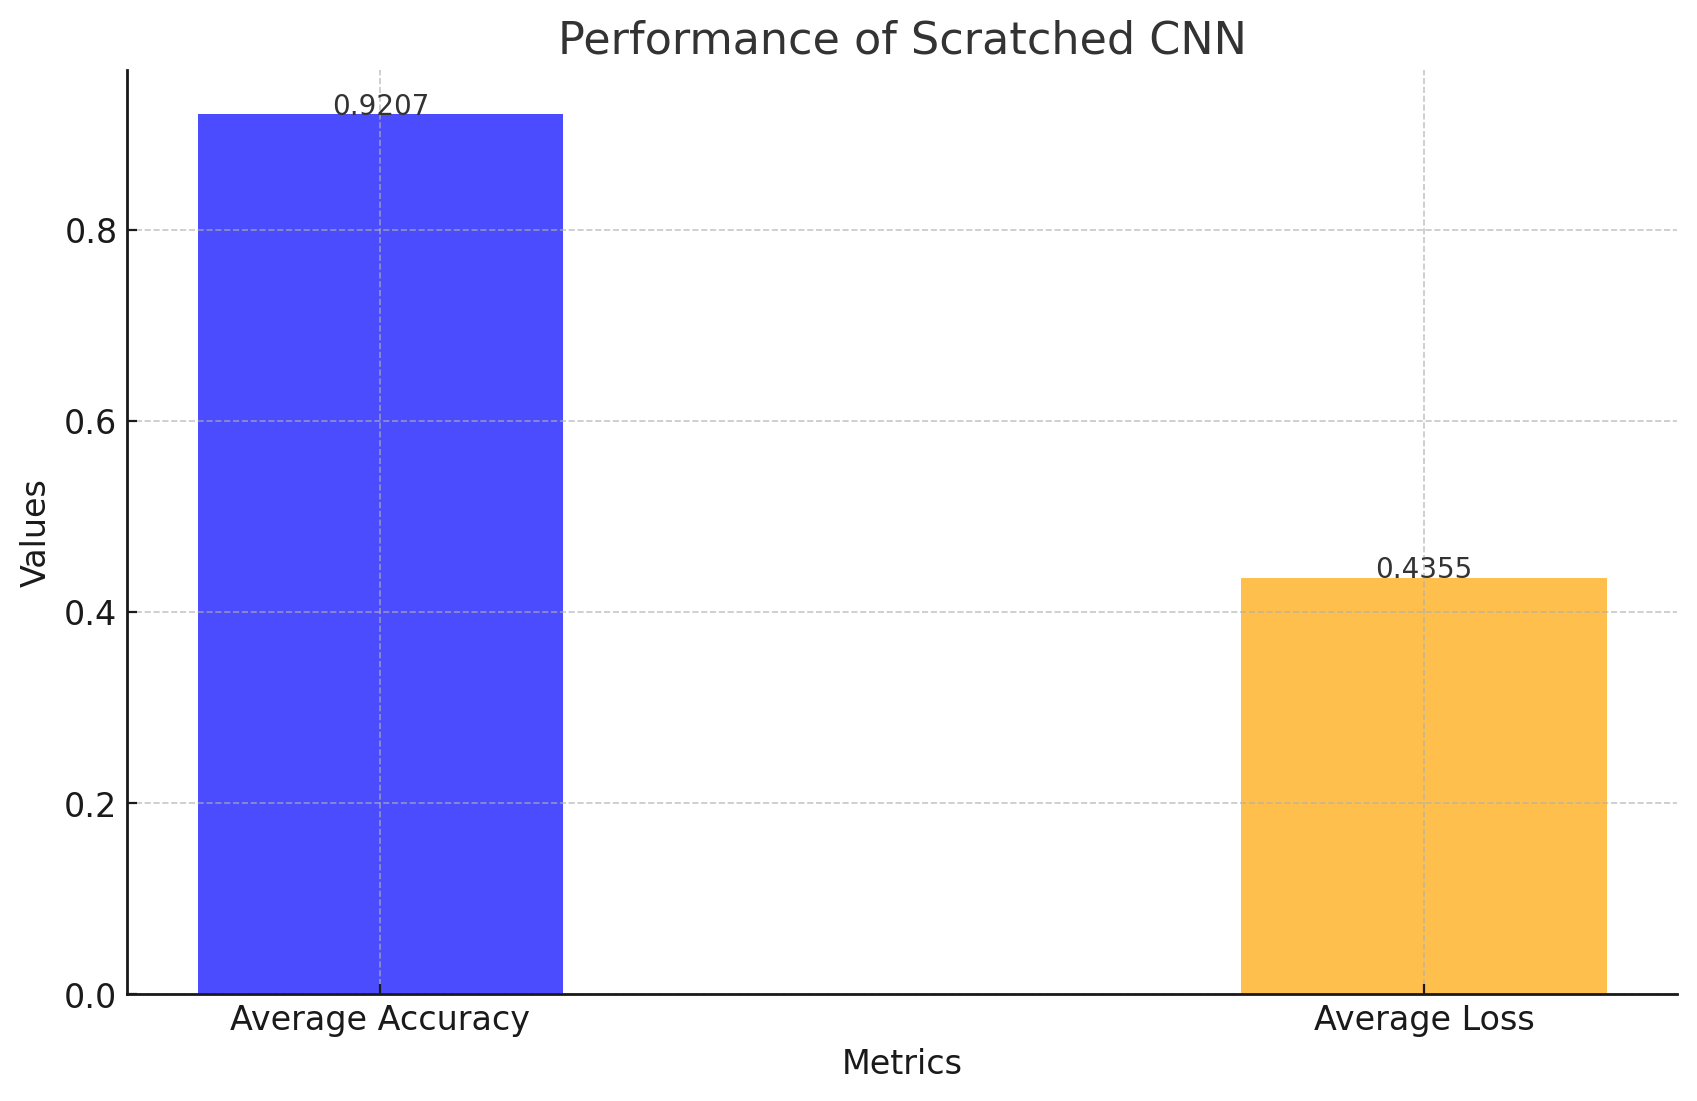 Performance of Scratched CNN
0.9207
0.4355
0.8
0.6
0.4
0.2
0.0
Values
Average Accuracy
Average Loss
Metrics